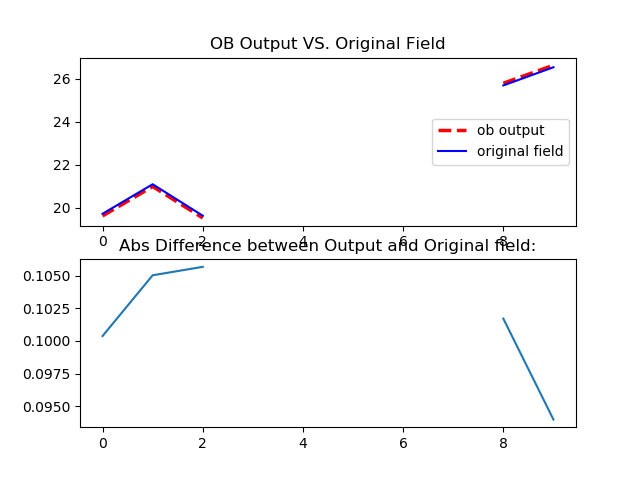 OB Output VS. Original Field
26
24
22
20
ob output
original field
0 2 4 6 8
Abs Difference between Output and Original field:
0.1050
0.1025
0.1000
0.0975
0.0950
0 2 4 6 8